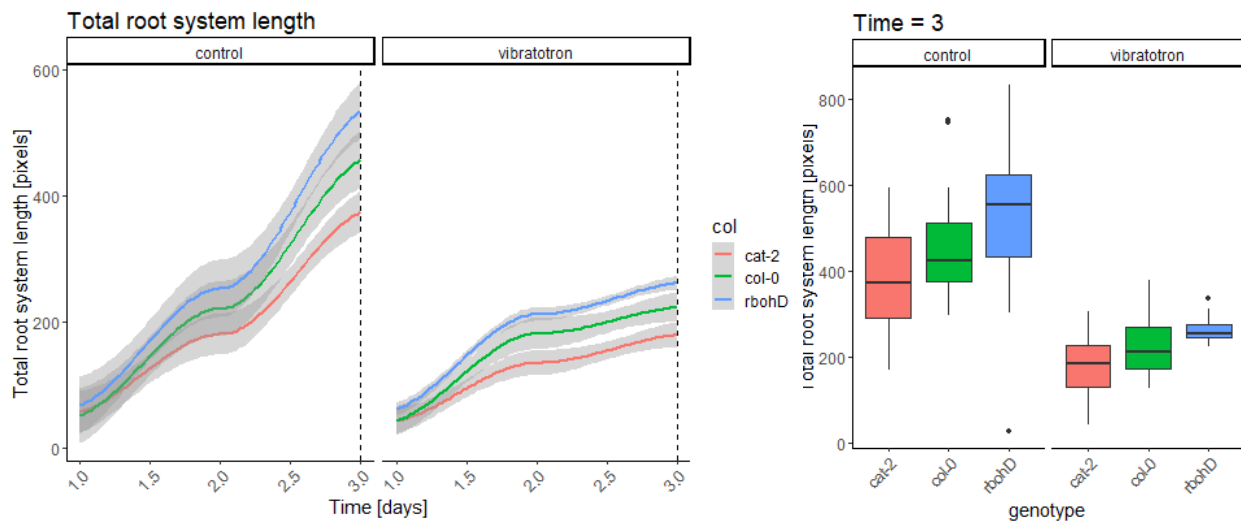 Total root system length
control
vibratotron
Total root system length [pixels]
600
400
200
0
1.0
1.5
2.0
2.5
3.0
1.0
1.5
2.0
2.5
3.0
Time [days]
col
cat-2
col-0
rbohD
Time = 3
control
vibratotron
Total root system length [pixels]
800
600
400
200
0
cat-2
col-0
rbohD
cat-2
col-0
rbohD
genotype